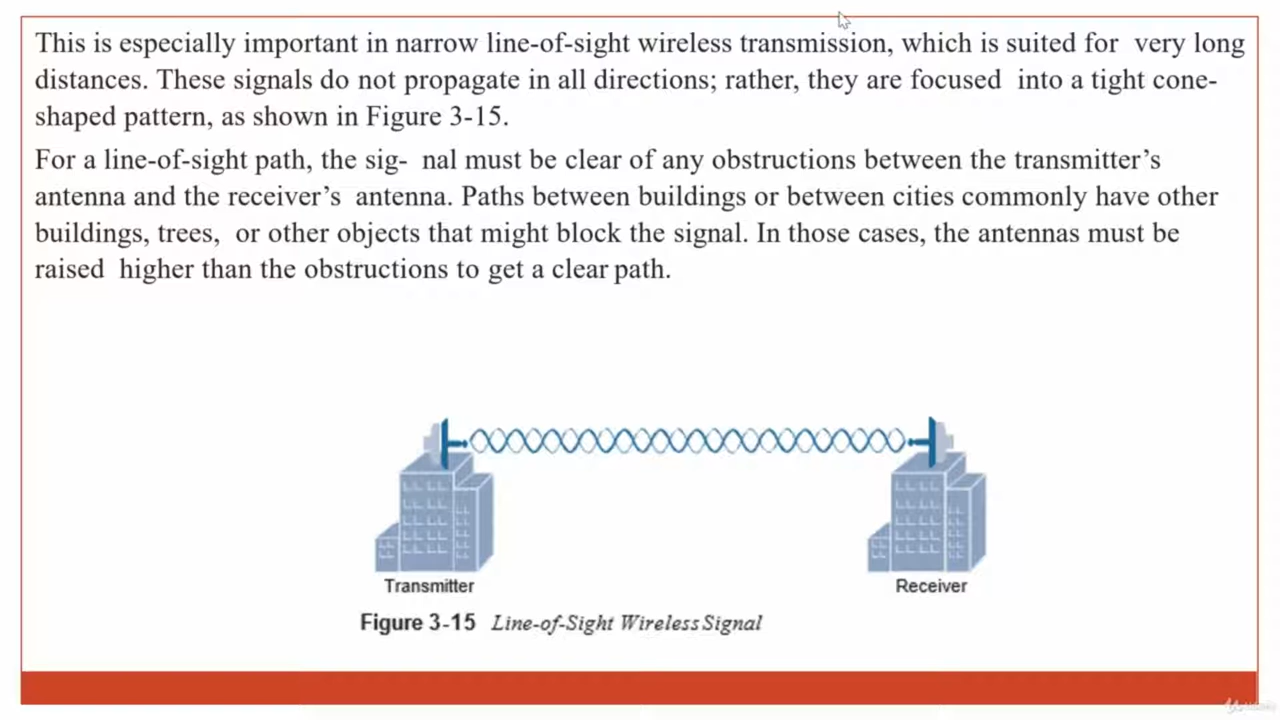 This is especially important in narrow line-of-sight wireless transmission, which is suited for very long
distances. These signals do not propagate in all directions; rather, they are focused into a tight cone-
shaped pattern, as shown in Figure 3-15.
For a line-of-sight path, the sig- nal must be clear of any obstructions between the transmitter’s
antenna and the receiver’s antenna. Paths between buildings or between cities commonly have other
buildings, trees, or other objects that might block the signal. In those cases, the antennas must be
raised higher than the obstructions to get a clear path.
Transmitter
Receiver
Figure 3-15 Line-of-Sight Wireless Signal